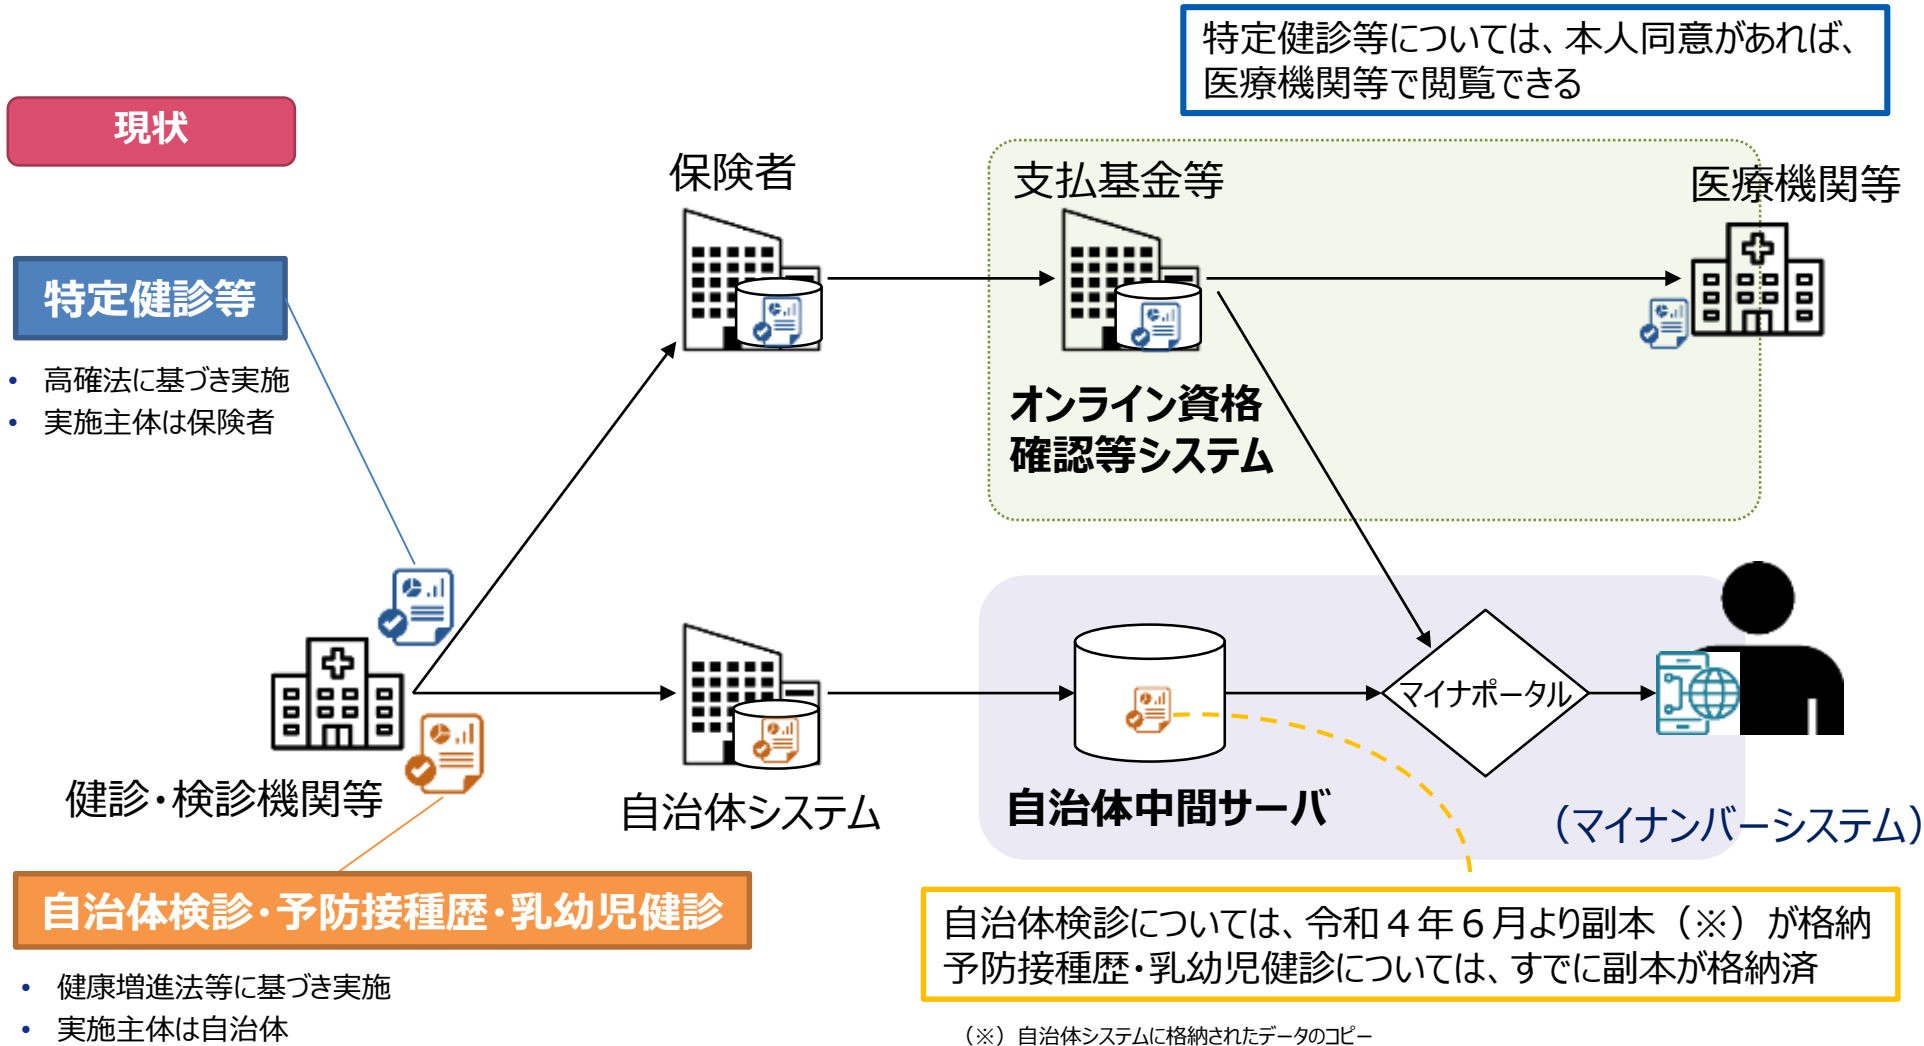 特定健診等については、本人同意があれば、
医療機関等で閲覧できる
現状
保険者
支払基金等
医療機関等
特定健診等
• 高確法に基づき実施
• 実施主体は保険者
オンライン資格
確認等システム
マイナポータル
健診・検診機関等
自治体システム
自治体中間サーバ
（マイナンバーシステム）
自治体検診・予防接種歴・乳幼児健診
• 健康増進法等に基づき実施
• 実施主体は自治体
自治体検診については、令和４年６月より副本（※）が格納
予防接種歴・乳幼児健診については、すでに副本が格納済
（※）自治体システムに格納されたデータのコピー